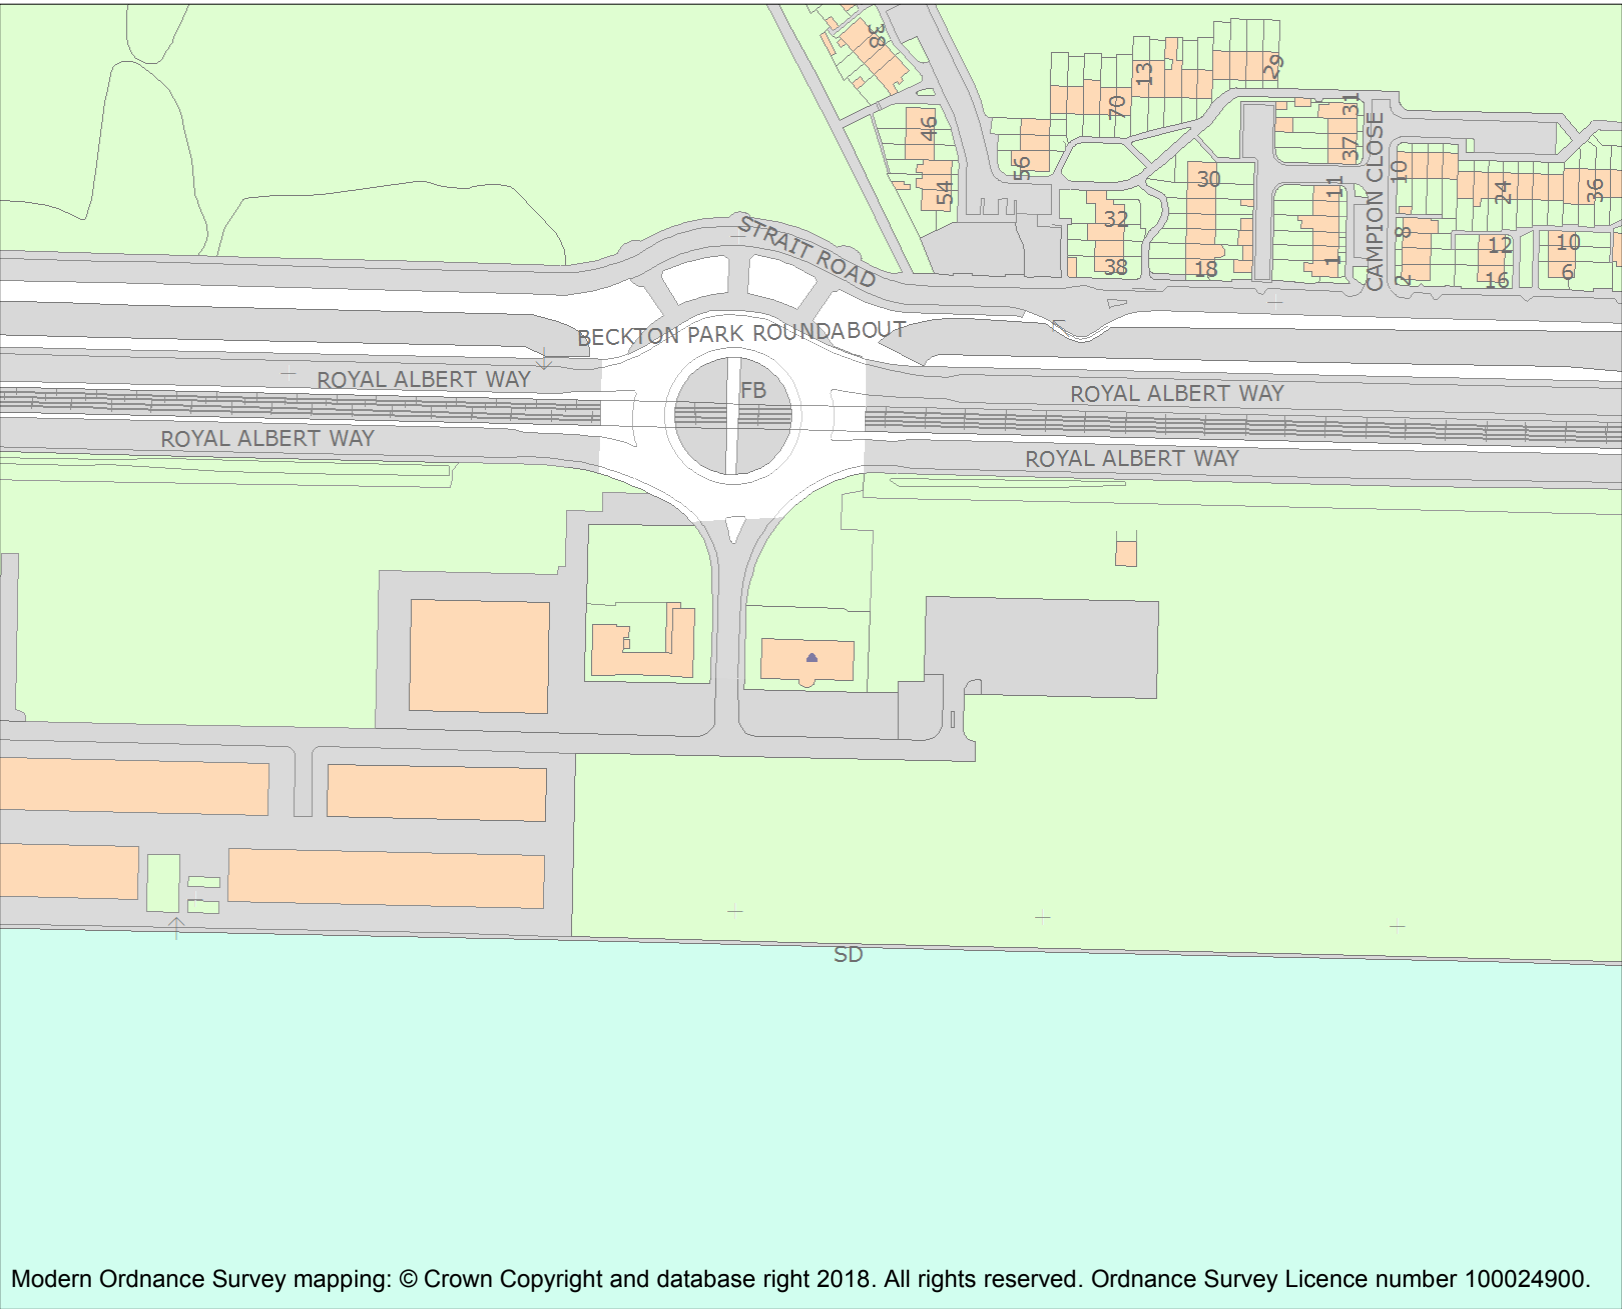 38
29
13
70
31
46
37
56
10
54
30
11
24
36
CAMPION CLOSE
32
STRAIT ROAD
8
12
10
38
18
1
2
16
6
BECKTON PARK ROUNDABOUT
ROYAL ALBERT WAY
FB
ROYAL ALBERT WAY
ROYAL ALBERT WAY
ROYAL ALBERT WAY
SD
Modern Ordnance Survey mapping: © Crown Copyright and database right 2018. All rights reserved. Ordnance Survey Licence number 100024900.